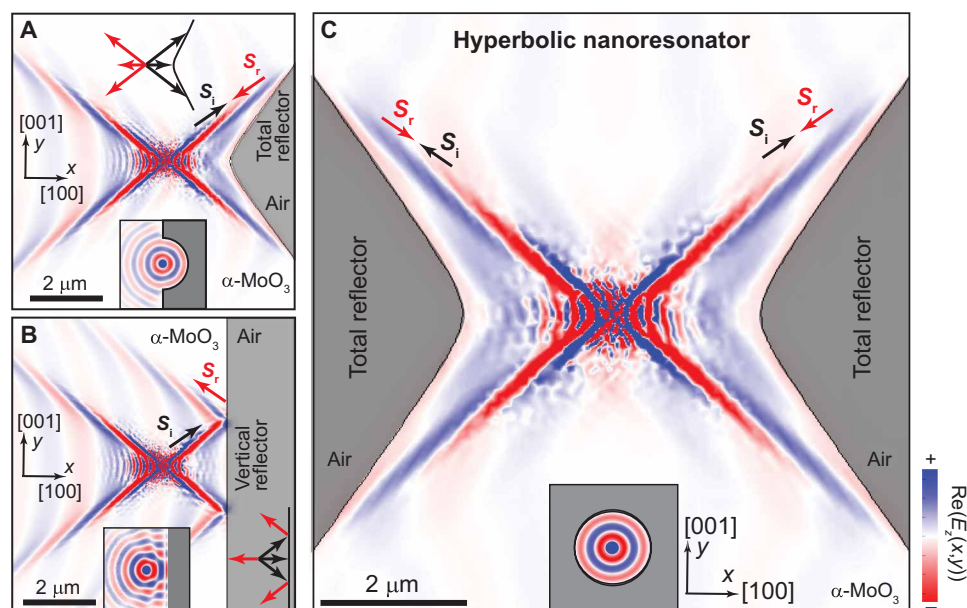 A
S_r
S_i
[001]
y
x
[100]
Total
reflector
Air
2 μm
α-MoO₃
B
α-MoO₃
Air
S_r
S_i
[001]
y
x
[100]
Vertical
reflector
2 μm
C
Hyperbolic nanoresonator
S_r
S_i
S_r
S_i
Total reflector
Total reflector
Air
Air
2 μm
[001]
y
x
[100]
α-MoO₃
+
Re(E_z(x,y))
–